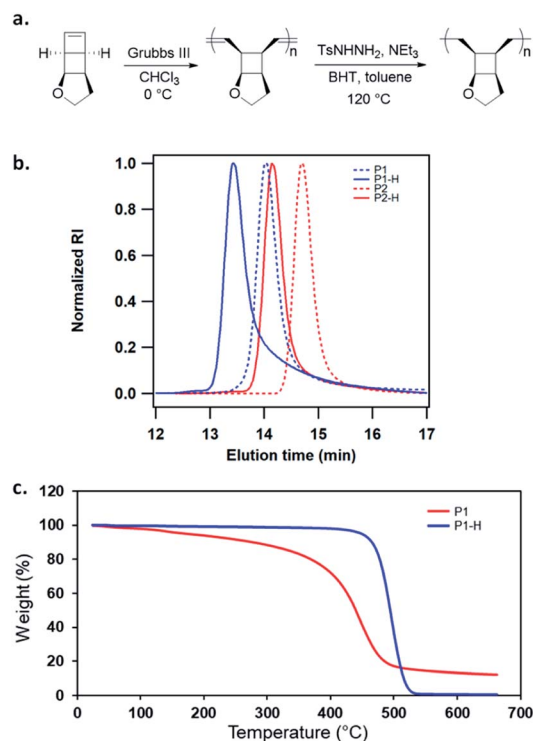 a.
H H
O
Grubbs III
CHCl3
0 °C
n
O
TsNHNH2, NEt3
BHT, toluene
120 °C
n
O
b.
Normalized RI
1.0
0.8
0.6
0.4
0.2
0.0
P1
P1-H
P2
P2-H
12 13 14 15 16 17
Elution time (min)
c.
Weight (%)
120
100
80
60
40
20
0
P1
P1-H
0 100 200 300 400 500 600 700
Temperature (°C)